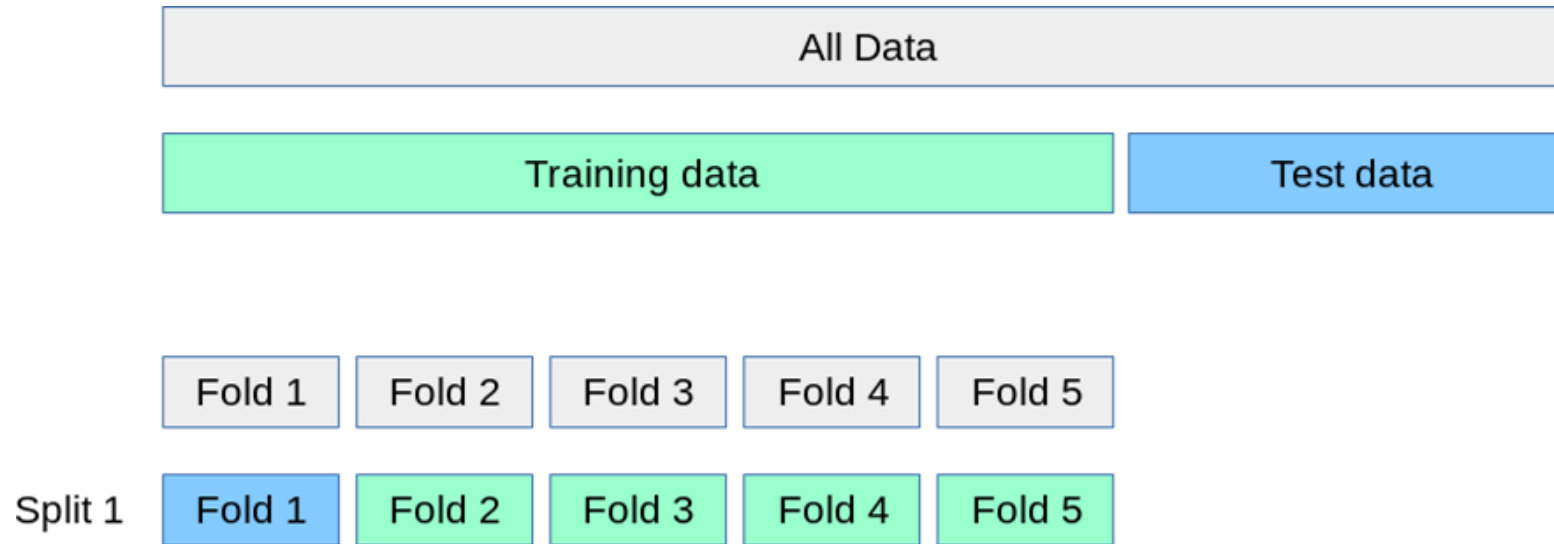 All Data
Training data Test data
Fold 1 Fold 2 Fold 3 Fold 4 Fold 5
Split 1 Fold 1 Fold 2 Fold 3 Fold 4 Fold 5